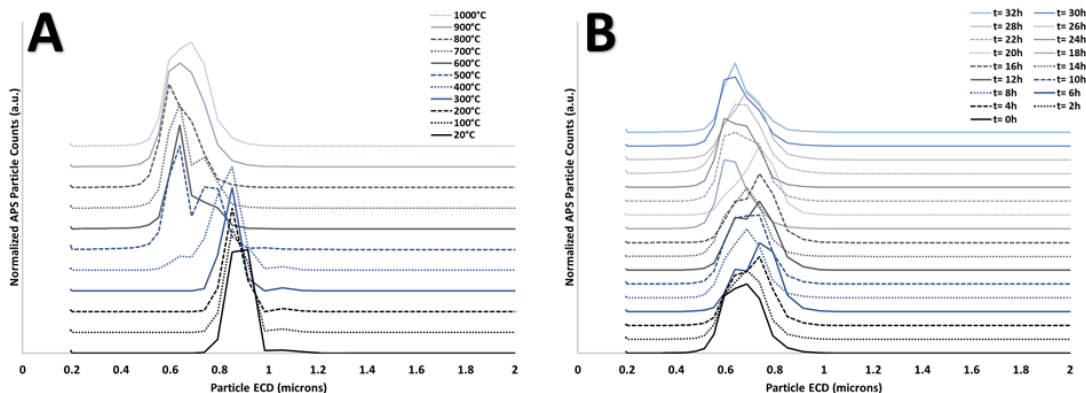 A
Normalized APS Particle Counts (a.u.)
1000°C
900°C
800°C
700°C
600°C
500°C
400°C
300°C
200°C
100°C
20°C
0.2 0.4 0.6 0.8 1 1.2 1.4 1.6 1.8 2
Particle ECD (microns)
B
Normalized APS Particle Counts (a.u.)
t= 32h t= 30h
t= 28h t= 26h
t= 22h t= 24h
t= 20h t= 18h
t= 16h t= 14h
t= 12h t= 10h
t= 8h t= 6h
t= 4h t= 2h
t= 0h
0.2 0.4 0.6 0.8 1 1.2 1.4 1.6 1.8 2
Particle ECD (microns)